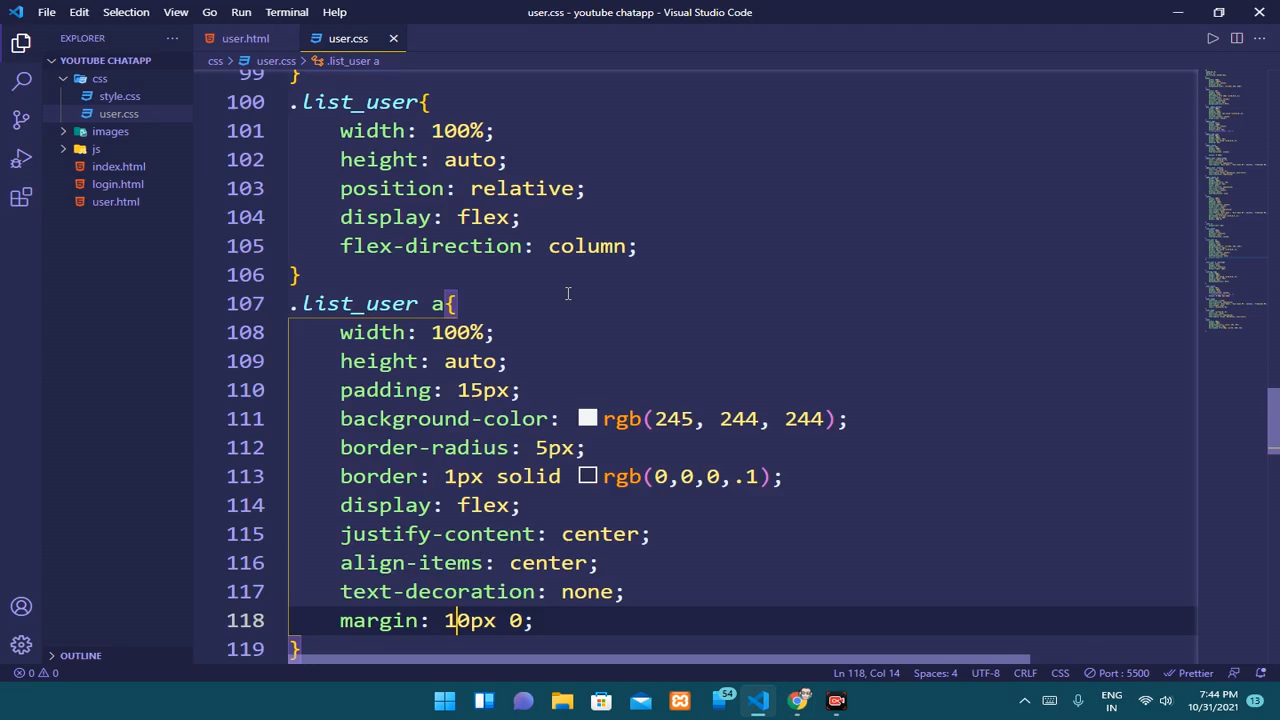 File Edit Selection View Go Run Terminal Help
user.css - youtube chatapp - Visual Studio Code
EXPLORER
YOUTUBE CHATAPP
css
style.css
user.css
images
js
index.html
login.html
user.html
OUTLINE
user.html
user.css
css > user.css > .list_user a
99 }
100 .list_user{
101 width: 100%;
102 height: auto;
103 position: relative;
104 display: flex;
105 flex-direction: column;
106 }
107 .list_user a{
108 width: 100%;
109 height: auto;
110 padding: 15px;
111 background-color: rgb(245, 244, 244);
112 border-radius: 5px;
113 border: 1px solid rgb(0,0,0,.1);
114 display: flex;
115 justify-content: center;
116 align-items: center;
117 text-decoration: none;
118 margin: 10px 0;
119 }
0 0 Ln 118, Col 14 Spaces: 4 UTF-8 CRLF CSS Port : 5500 Prettier
54
ENG
IN
7:44 PM
10/31/2021
13